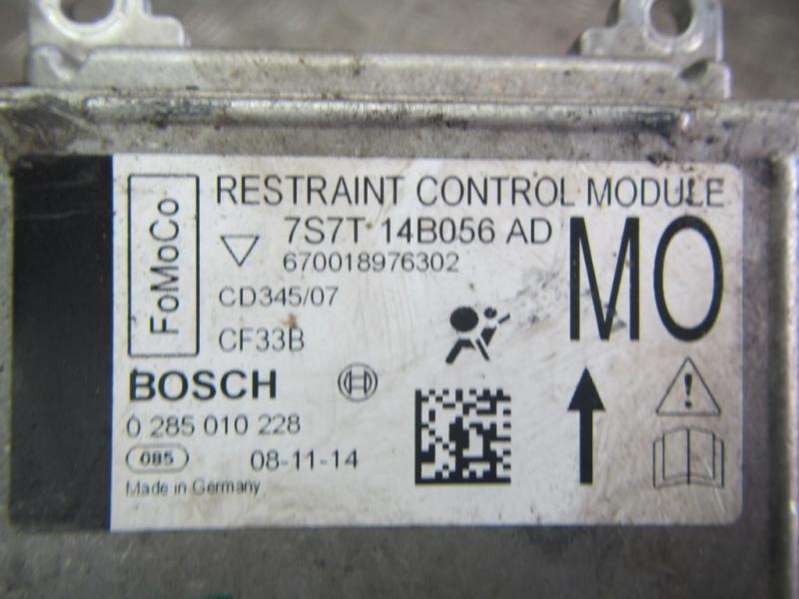 RESTRAINT CONTROL MODULE
FoMoCo
7S7T 14B056 AD
MO
670018976302
CD345/07
CF33B
BOSCH
0 285 010 228
085 08-11-14
Made in Germany